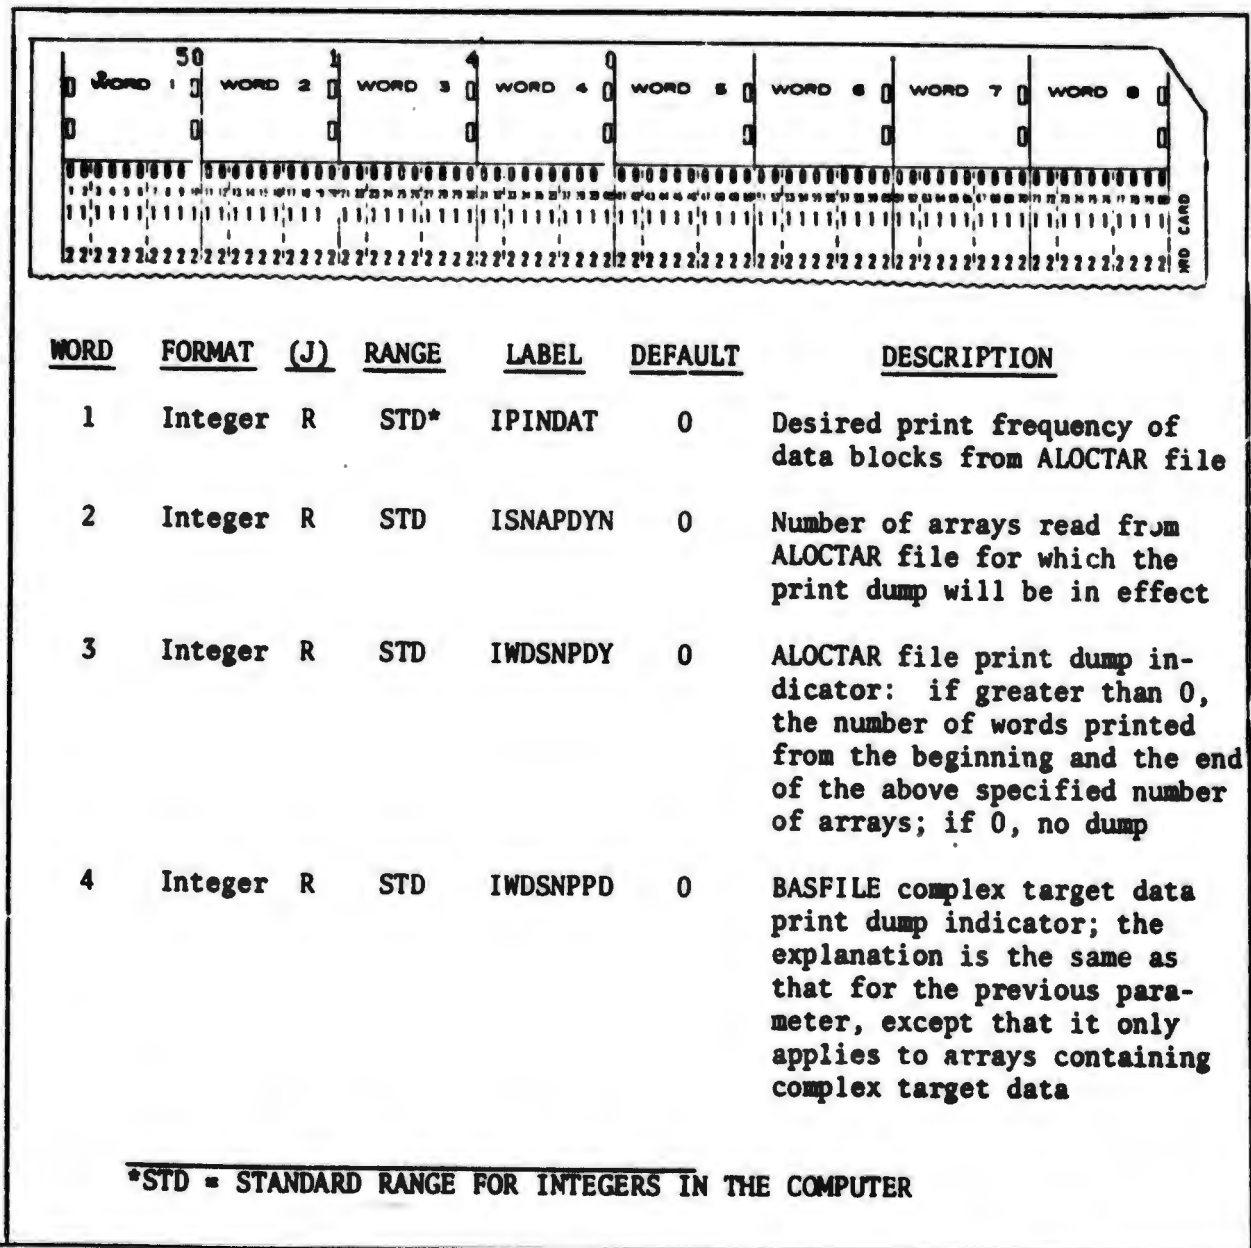 50 1 4 0
WORD 1 WORD 2 WORD 3 WORD 4 WORD 5 WORD 6 WORD 7 WORD 8
CARD
WORD FORMAT (J) RANGE LABEL DEFAULT DESCRIPTION
1 Integer R STD* IPINDAT 0 Desired print frequency of
data blocks from ALOCTAR file
2 Integer R STD ISNAPDYN 0 Number of arrays read from
ALOCTAR file for which the
print dump will be in effect
3 Integer R STD IWDSNPDY 0 ALOCTAR file print dump in-
dicator: if greater than 0,
the number of words printed
from the beginning and the end
of the above specified number
of arrays; if 0, no dump
4 Integer R STD IWDSNPPD 0 BASFILE complex target data
print dump indicator; the
explanation is the same as
that for the previous para-
meter, except that it only
applies to arrays containing
complex target data
*STD = STANDARD RANGE FOR INTEGERS IN THE COMPUTER